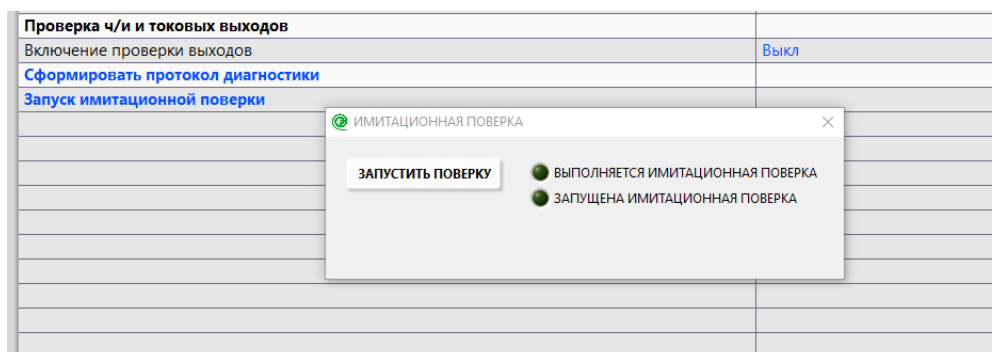 Проверка ч/и и токовых выходов
Включение проверки выходов Выкл
Сформировать протокол диагностики
Запуск имитационной поверки
ИМИТАЦИОННАЯ ПОВЕРКА
ЗАПУСТИТЬ ПОВЕРКУ ВЫПОЛНЯЕТСЯ ИМИТАЦИОННАЯ ПОВЕРКА
ЗАПУЩЕНА ИМИТАЦИОННАЯ ПОВЕРКА